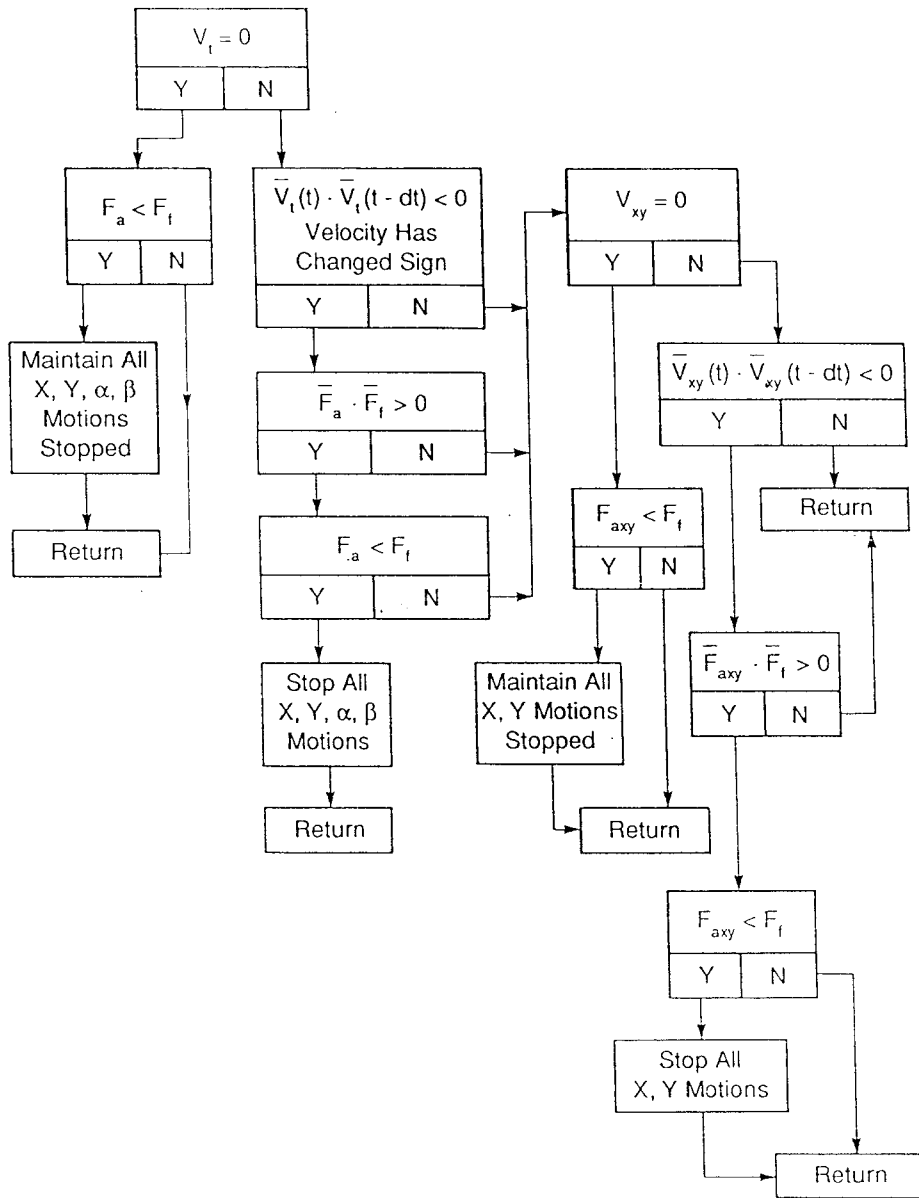 V_t = 0
Y N
F_a < F_f
Y N
Maintain All
X, Y, α, β
Motions
Stopped
Return
V̅_t(t) · V̅_t(t - dt) < 0
Velocity Has
Changed Sign
Y N
F̅_a · F̅_f > 0
Y N
F_a < F_f
Y N
Stop All
X, Y, α, β
Motions
Return
V_xy = 0
Y N
F_axy < F_f
Y N
Maintain All
X, Y Motions
Stopped
Return
V̅_xy(t) · V̅_xy(t - dt) < 0
Y N
Return
F̅_axy · F̅_f > 0
Y N
F_axy < F_f
Y N
Stop All
X, Y Motions
Return